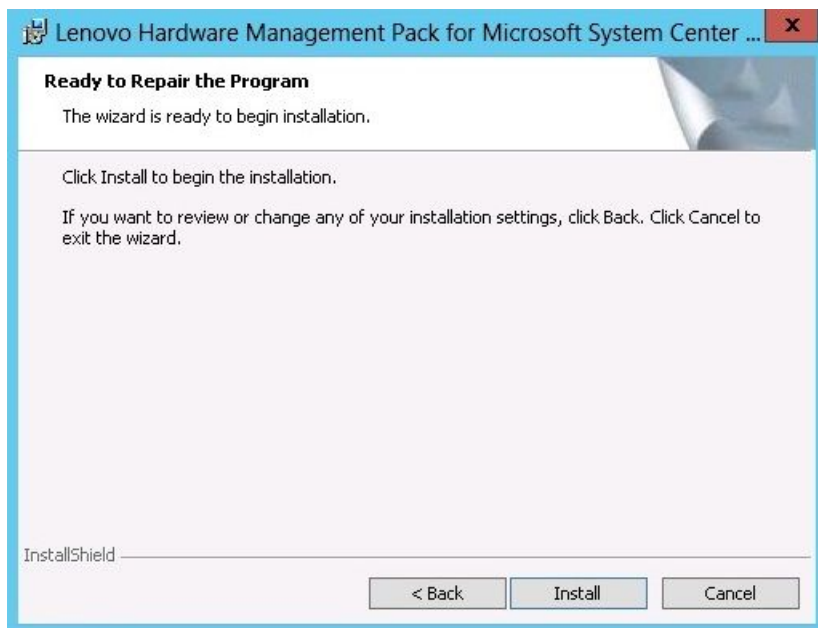 Lenovo Hardware Management Pack for Microsoft System Center ...
x
Ready to Repair the Program
The wizard is ready to begin installation.
Click Install to begin the installation.
If you want to review or change any of your installation settings, click Back. Click Cancel to
exit the wizard.
InstallShield
< Back
Install
Cancel